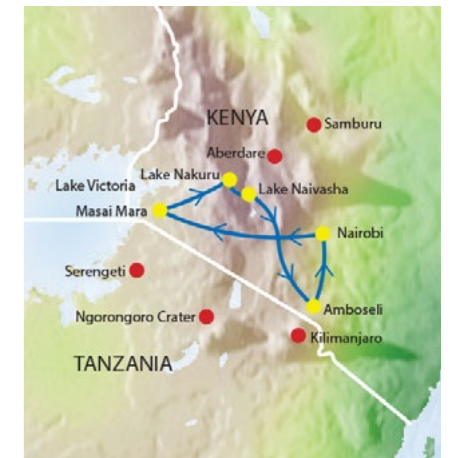 KENYA
Samburu
Aberdare
Lake Nakuru
Lake Victoria
Lake Naivasha
Masai Mara
Nairobi
Serengeti
Amboseli
Ngorongoro Crater
Kilimanjaro
TANZANIA